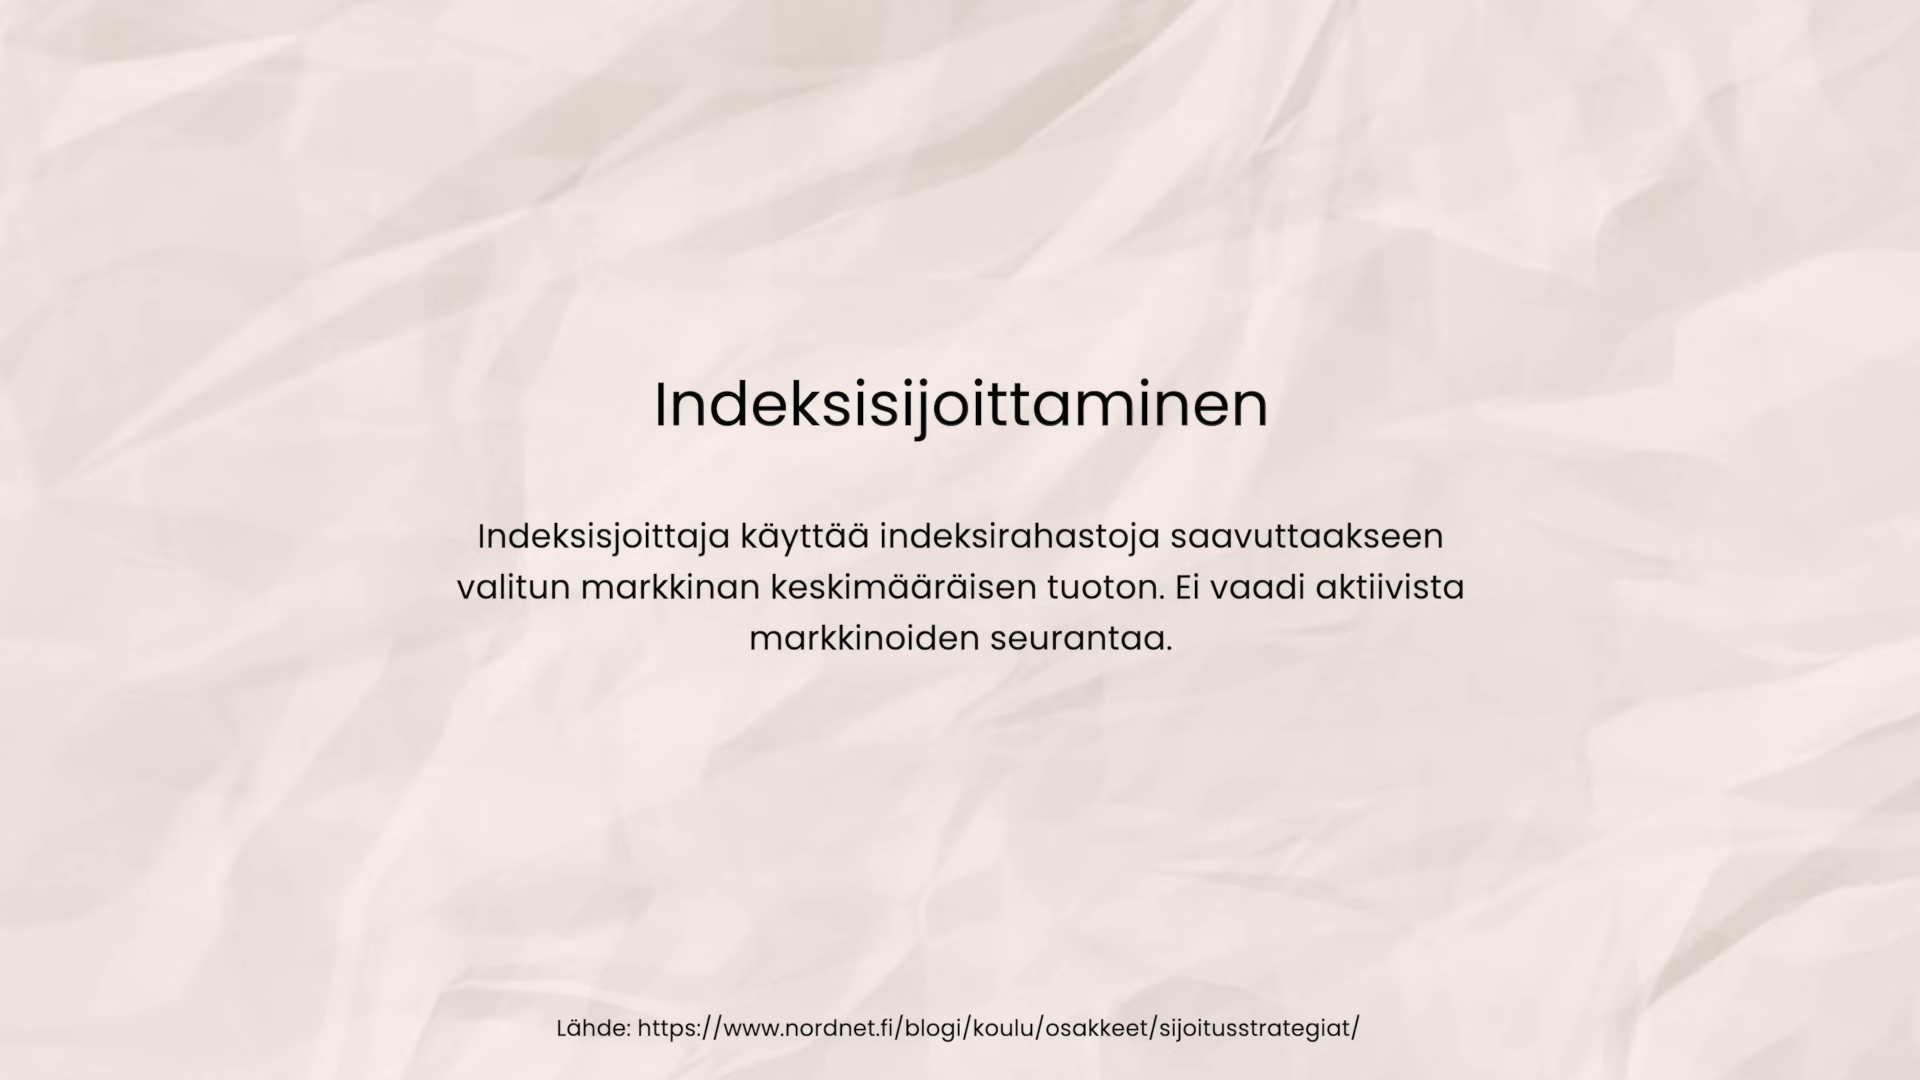 Indeksisijoittaminen
Indeksisjoittaja käyttää indeksirahastoja saavuttaakseen
valitun markkinan keskimääräisen tuoton. Ei vaadi aktiivista
markkinoiden seurantaa.
Lähde: https://www.nordnet.fi/blogi/koulu/osakkeet/sijoitusstrategiat/